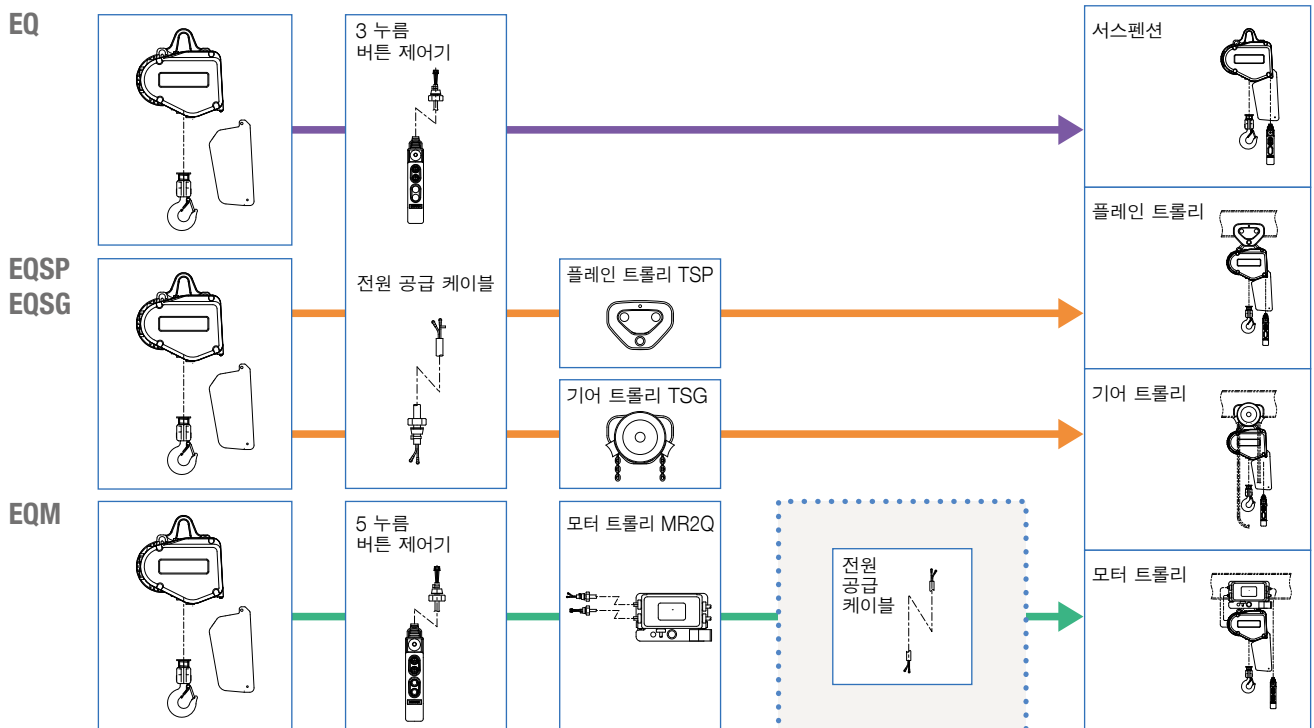 EQ
3 누름
버튼 제어기
서스펜션
플레인 트롤리
EQSP
EQSG
전원 공급 케이블
플레인 트롤리 TSP
기어 트롤리 TSG
기어 트롤리
EQM
5 누름
버튼 제어기
모터 트롤리 MR2Q
전원
공급
케이블
모터 트롤리